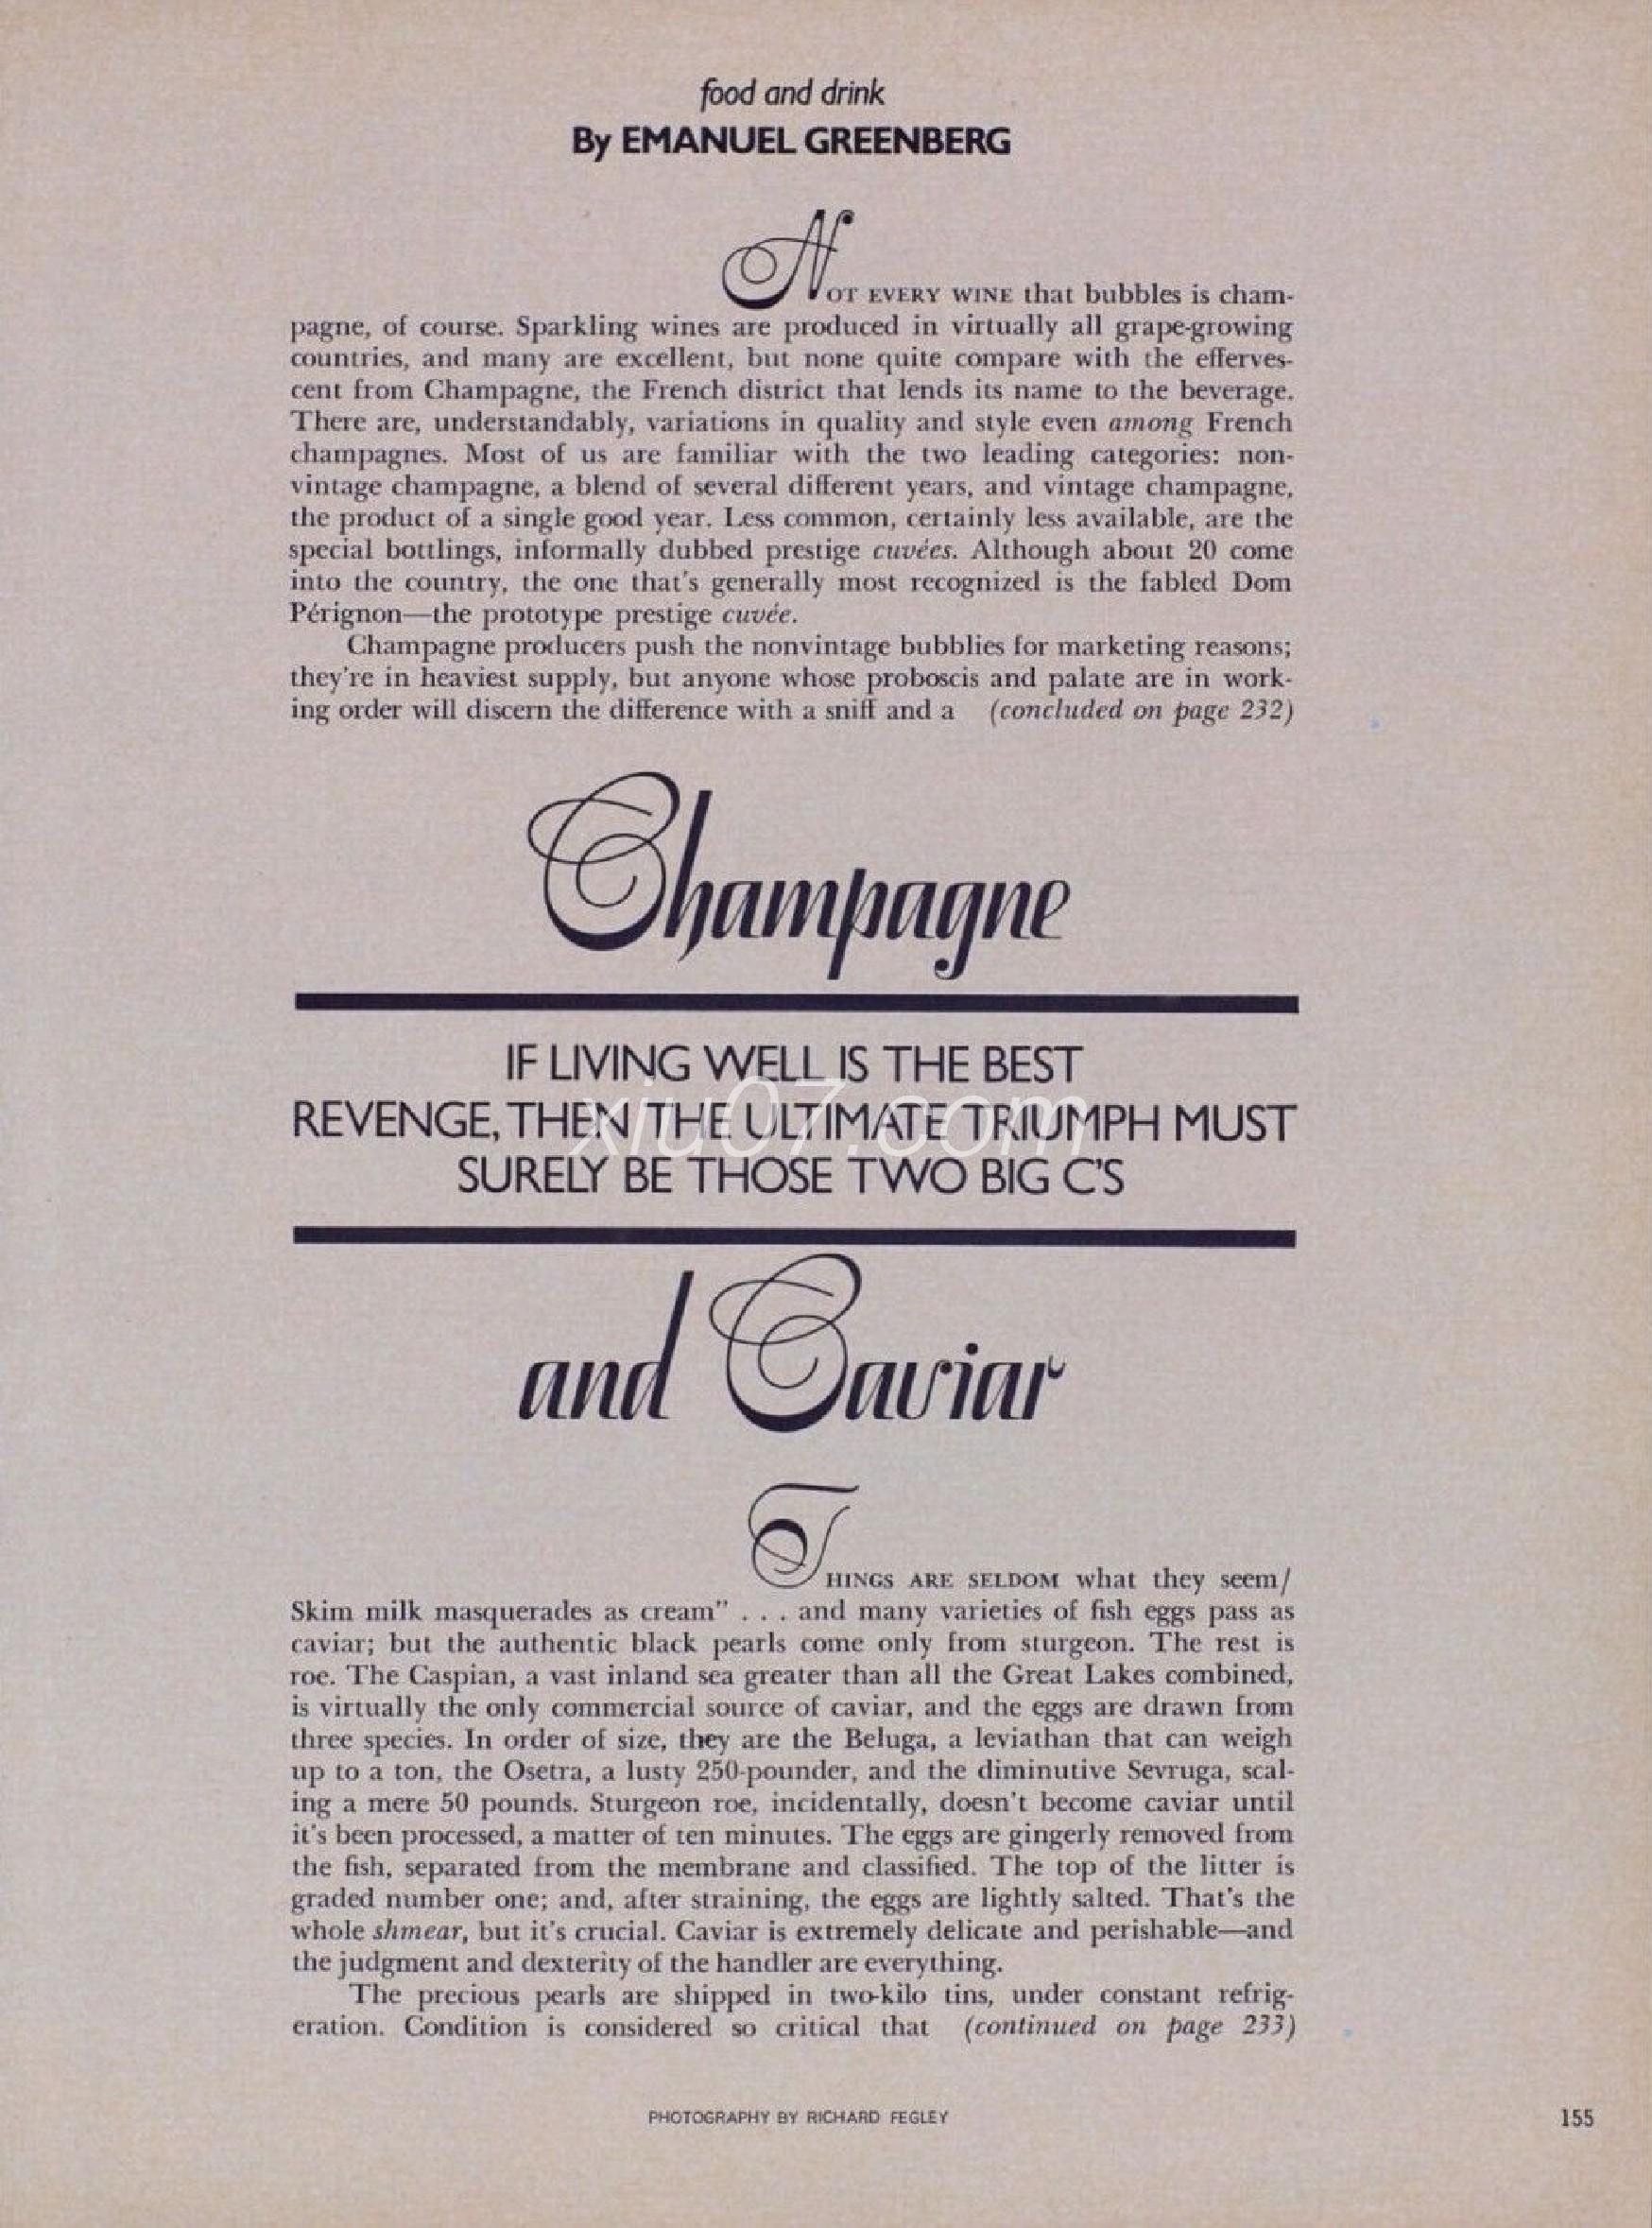 food and drink
By EMANUEL GREENBERG
NOT EVERY WINE that bubbles is cham-
pagne, of course. Sparkling wines are produced in virtually all grape-growing
countries, and many are excellent, but none quite compare with the efferves-
cent from Champagne, the French district that lends its name to the beverage.
There are, understandably, variations in quality and style even among French
champagnes. Most of us are familiar with the two leading categories: non-
vintage champagne, a blend of several different years, and vintage champagne,
the product of a single good year. Less common, certainly less available, are the
special bottlings, informally dubbed prestige cuvées. Although about 20 come
into the country, the one that's generally most recognized is the fabled Dom
Pérignon—the prototype prestige cuvée.
Champagne producers push the nonvintage bubblies for marketing reasons;
they're in heaviest supply, but anyone whose proboscis and palate are in work-
ing order will discern the difference with a sniff and a (concluded on page 232)
Champagne
IF LIVING WELL IS THE BEST
REVENGE, THEN THE ULTIMATE TRIUMPH MUST
xiu07.com
SURELY BE THOSE TWO BIG C'S
and Caviar
THINGS ARE SELDOM what they seem/
Skim milk masquerades as cream" . . . and many varieties of fish eggs pass as
caviar; but the authentic black pearls come only from sturgeon. The rest is
roe. The Caspian, a vast inland sea greater than all the Great Lakes combined,
is virtually the only commercial source of caviar, and the eggs are drawn from
three species. In order of size, they are the Beluga, a leviathan that can weigh
up to a ton, the Osetra, a lusty 250-pounder, and the diminutive Sevruga, scal-
ing a mere 50 pounds. Sturgeon roe, incidentally, doesn't become caviar until
it's been processed, a matter of ten minutes. The eggs are gingerly removed from
the fish, separated from the membrane and classified. The top of the litter is
graded number one; and, after straining, the eggs are lightly salted. That's the
whole shmear, but it's crucial. Caviar is extremely delicate and perishable—and
the judgment and dexterity of the handler are everything.
The precious pearls are shipped in two-kilo tins, under constant refrig-
eration. Condition is considered so critical that (continued on page 233)
PHOTOGRAPHY BY RICHARD FEGLEY
155